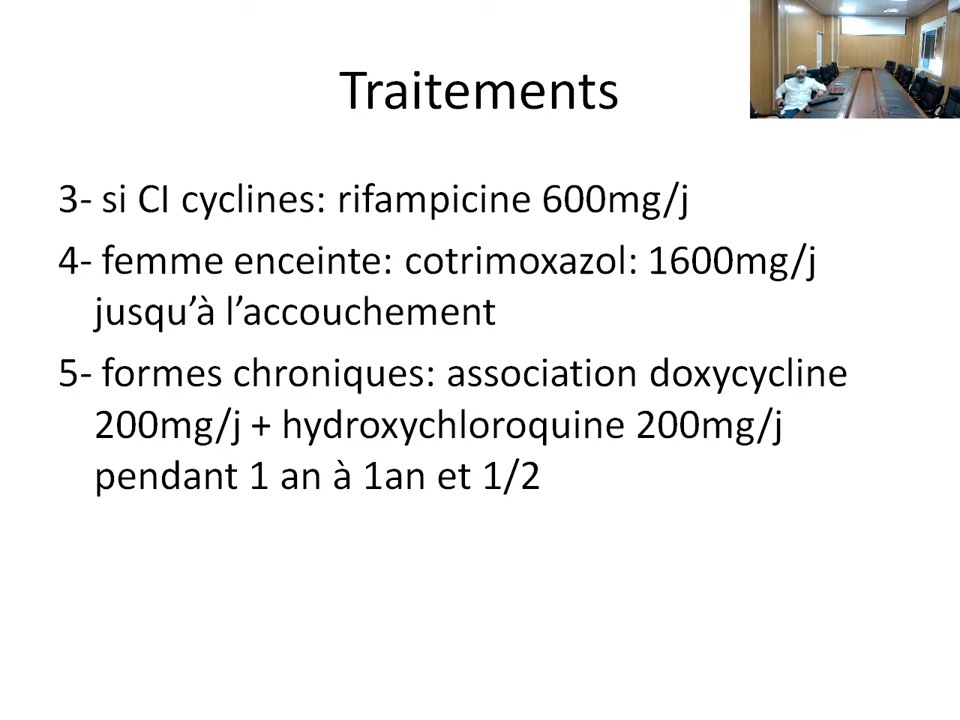 Traitements
3- si CI cyclines: rifampicine 600mg/j
4- femme enceinte: cotrimoxazol: 1600mg/j
jusqu’à l’accouchement
5- formes chroniques: association doxycycline
200mg/j + hydroxychloroquine 200mg/j
pendant 1 an à 1an et 1/2